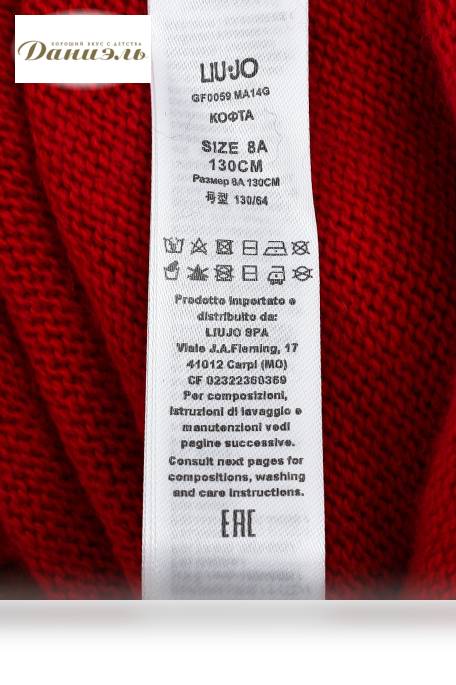 ХОРОШИЙ ВКУС С ДЕТСТВА
Даниэль
LIU·JO
GF0059 MA14G
КОФТА
SIZE 8A
130CM
Размер 8A 130CM
号型 130/64
Prodotto importato e
distribuito da:
LIUJO SPA
Viale J.A.Fleming, 17
41012 Carpi (MO)
CF 02322360369
Per composizioni,
istruzioni di lavaggio e
manutenzioni vedi
pagine successive.
Consult next pages for
compositions, washing
and care instructions.
EAC